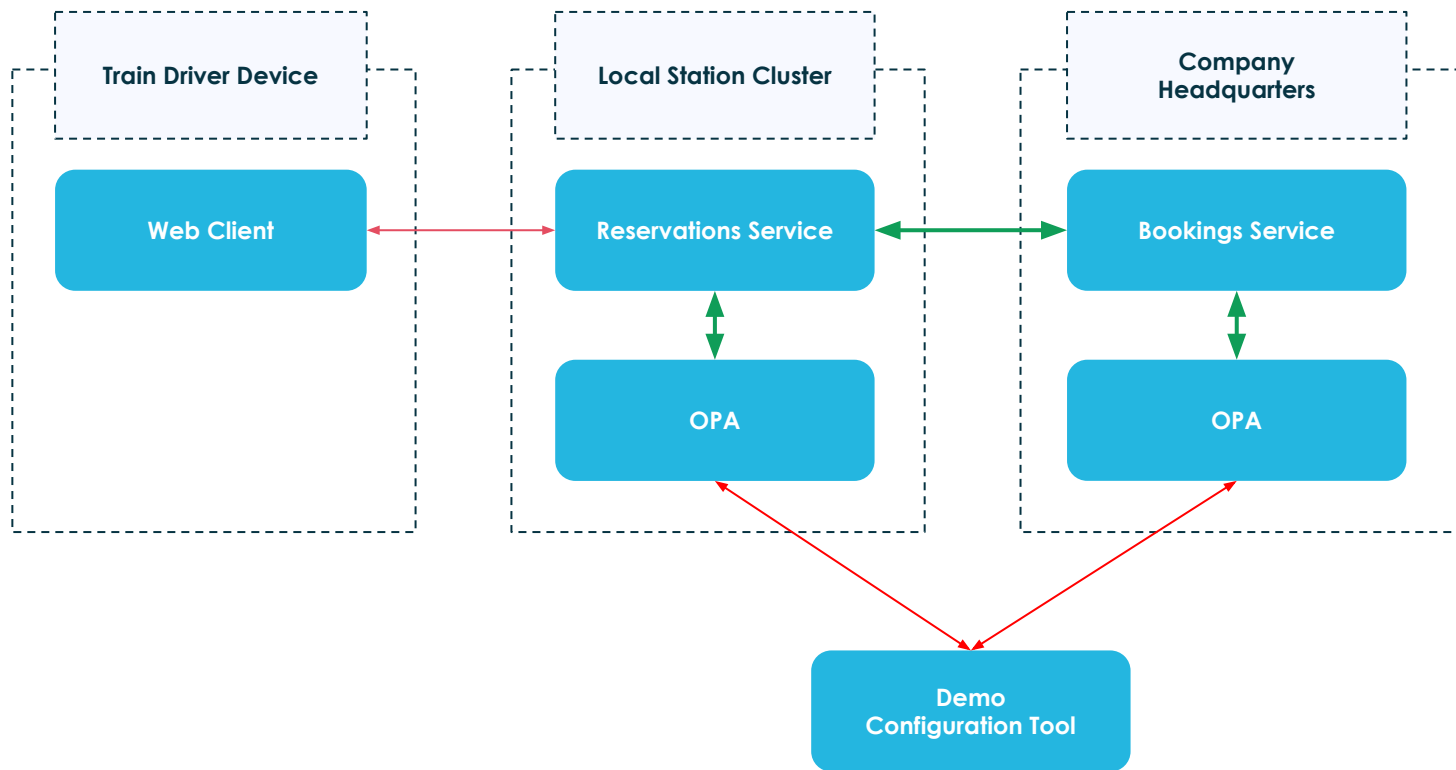 Train Driver Device
Local Station Cluster
Company
Headquarters
Web Client
Reservations Service
Bookings Service
OPA
OPA
Demo
Configuration Tool